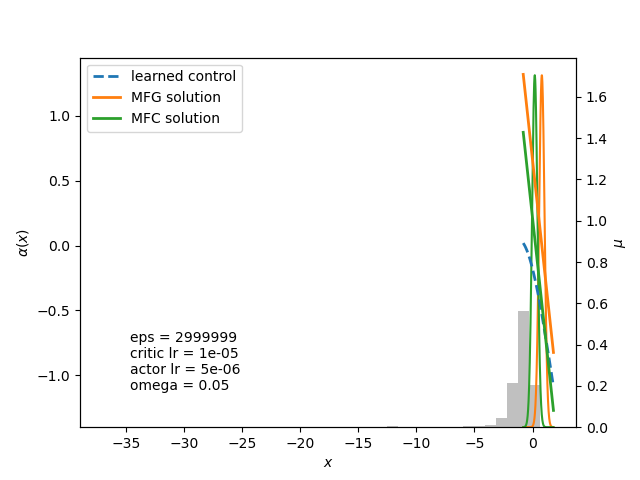 learned control
MFG solution
MFC solution
1.0
0.5
0.0
−0.5
−1.0
α(x)
1.6
1.4
1.2
1.0
0.8
0.6
0.4
0.2
0.0
μ
eps = 2999999
critic lr = 1e-05
actor lr = 5e-06
omega = 0.05
−35
−30
−25
−20
−15
−10
−5
0
x